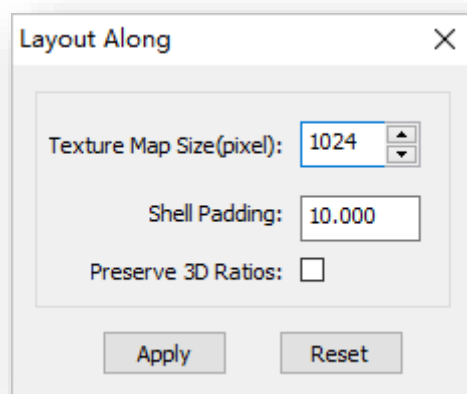 Layout Along
Texture Map Size(pixel): 1024
Shell Padding: 10.000
Preserve 3D Ratios:
Apply Reset